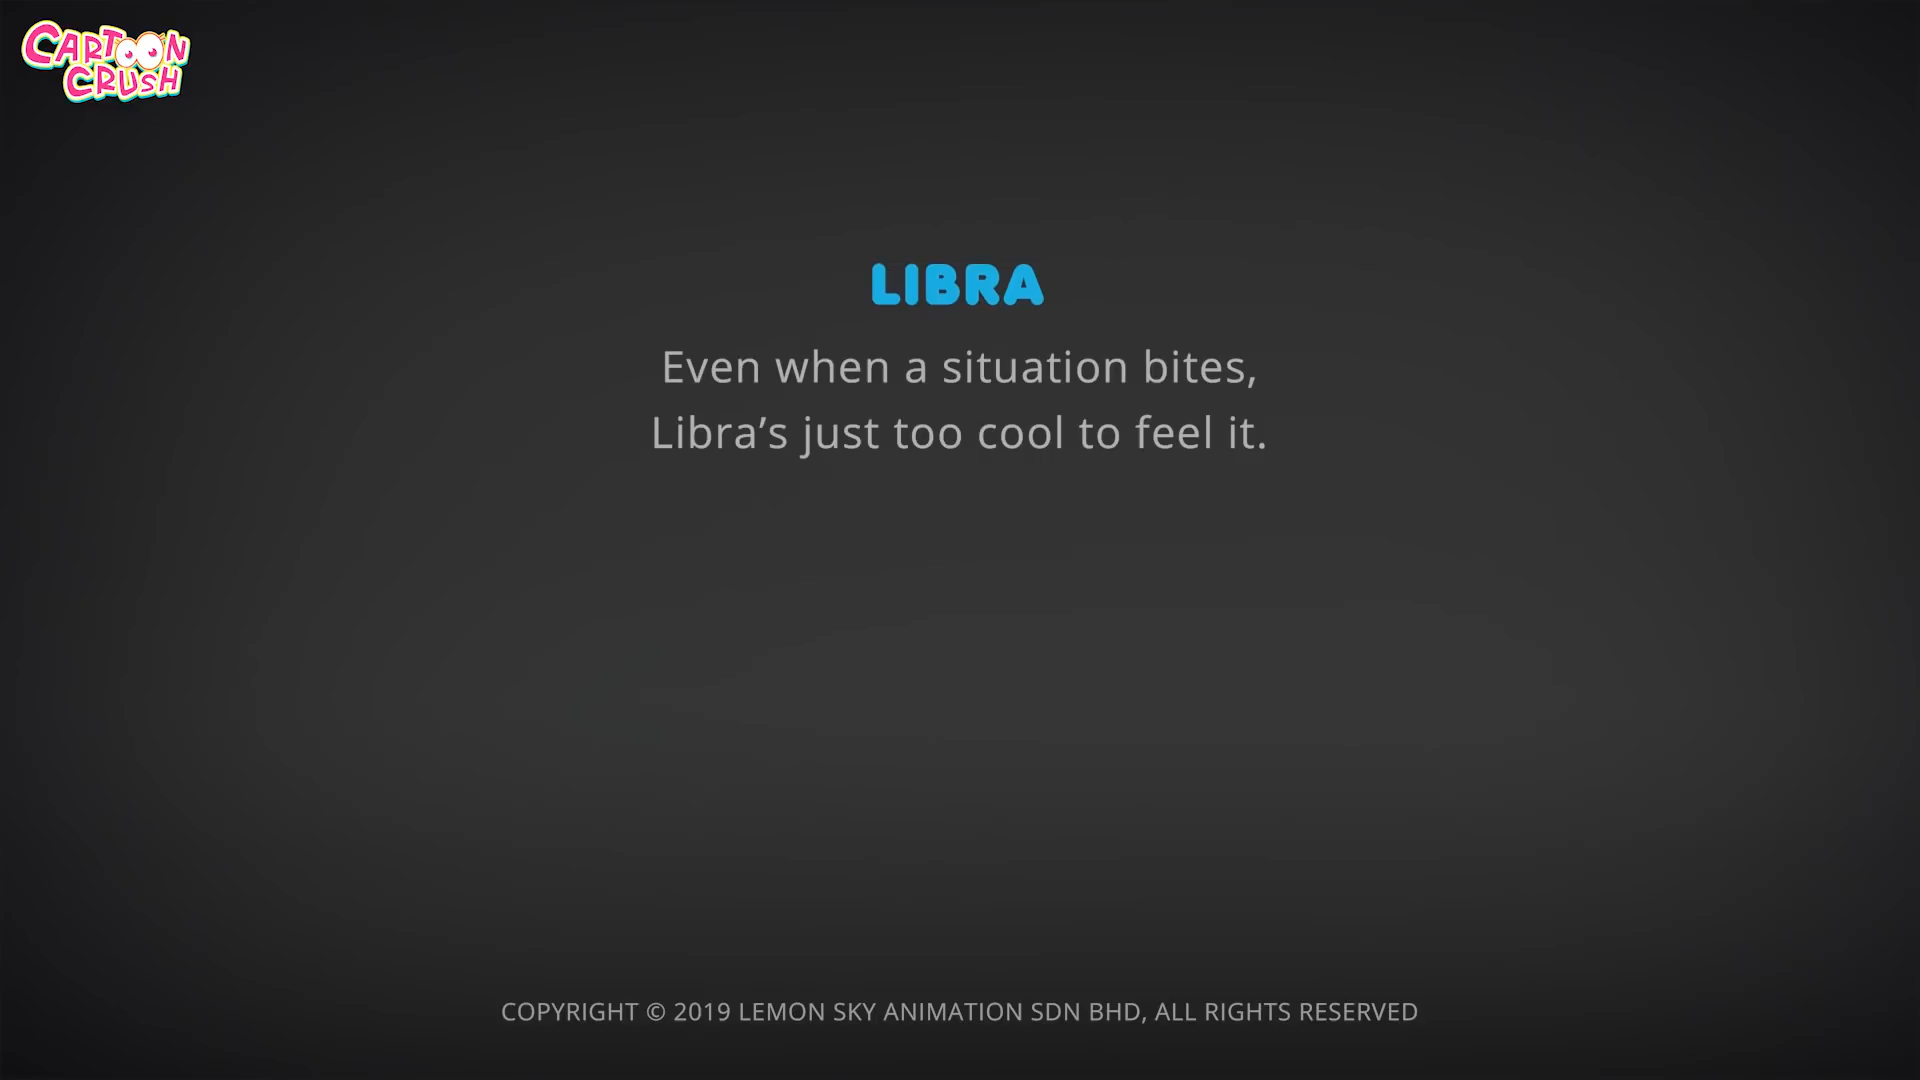 CARTOON
CRUSH
LIBRA
Even when a situation bites,
Libra’s just too cool to feel it.
COPYRIGHT © 2019 LEMON SKY ANIMATION SDN BHD, ALL RIGHTS RESERVED